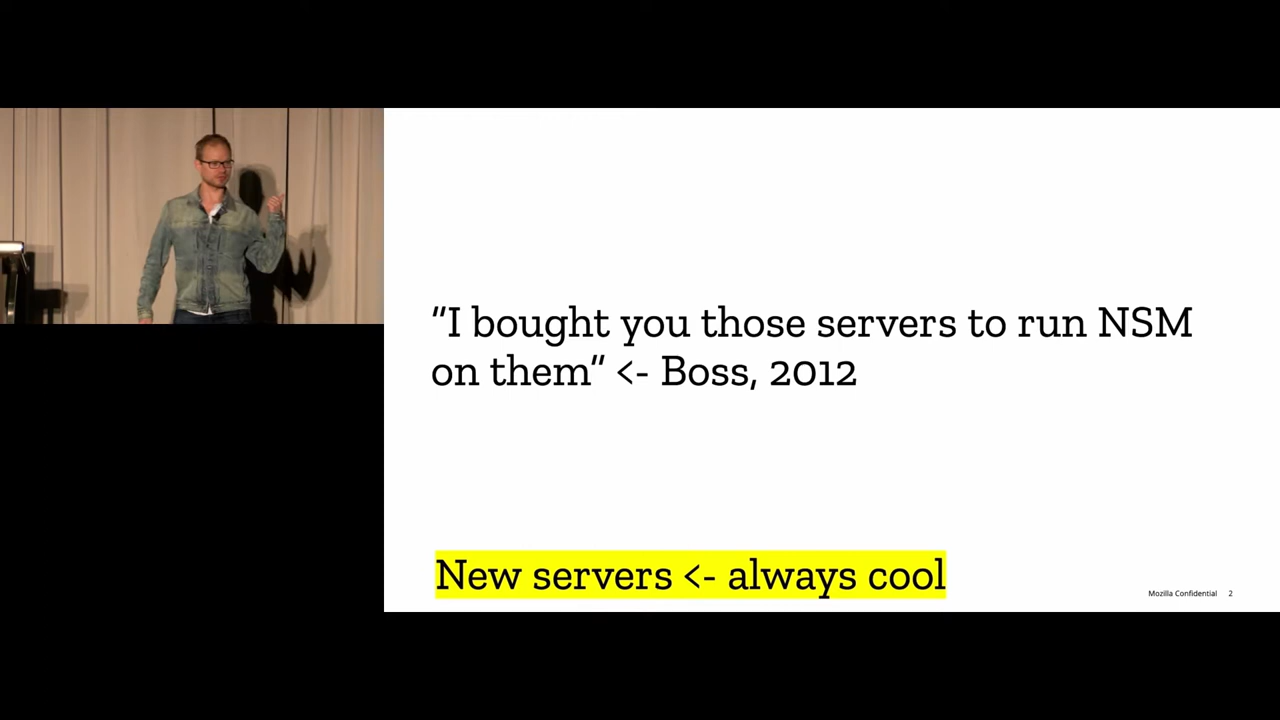 "I bought you those servers to run NSM
on them" <- Boss, 2012
New servers <- always cool
Mozilla Confidential 2